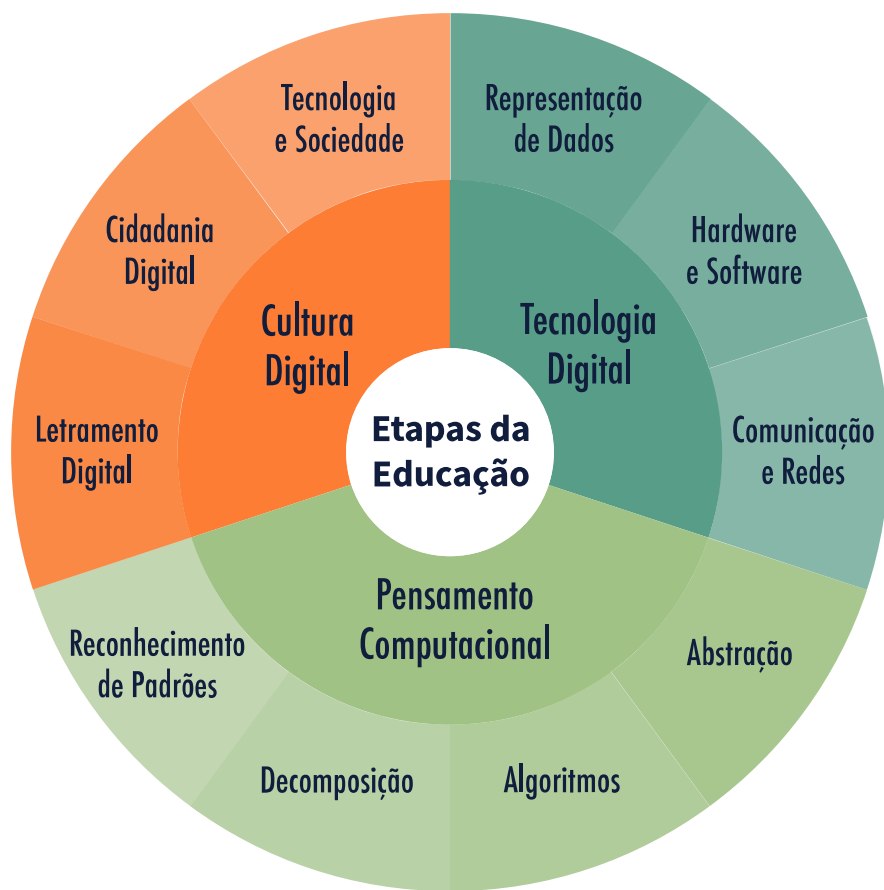 Etapas da
Educação
Cultura
Digital
Tecnologia
Digital
Pensamento
Computacional
Tecnologia
e Sociedade
Representação
de Dados
Cidadania
Digital
Hardware
e Software
Letramento
Digital
Comunicação
e Redes
Reconhecimento
de Padrões
Abstração
Decomposição
Algoritmos